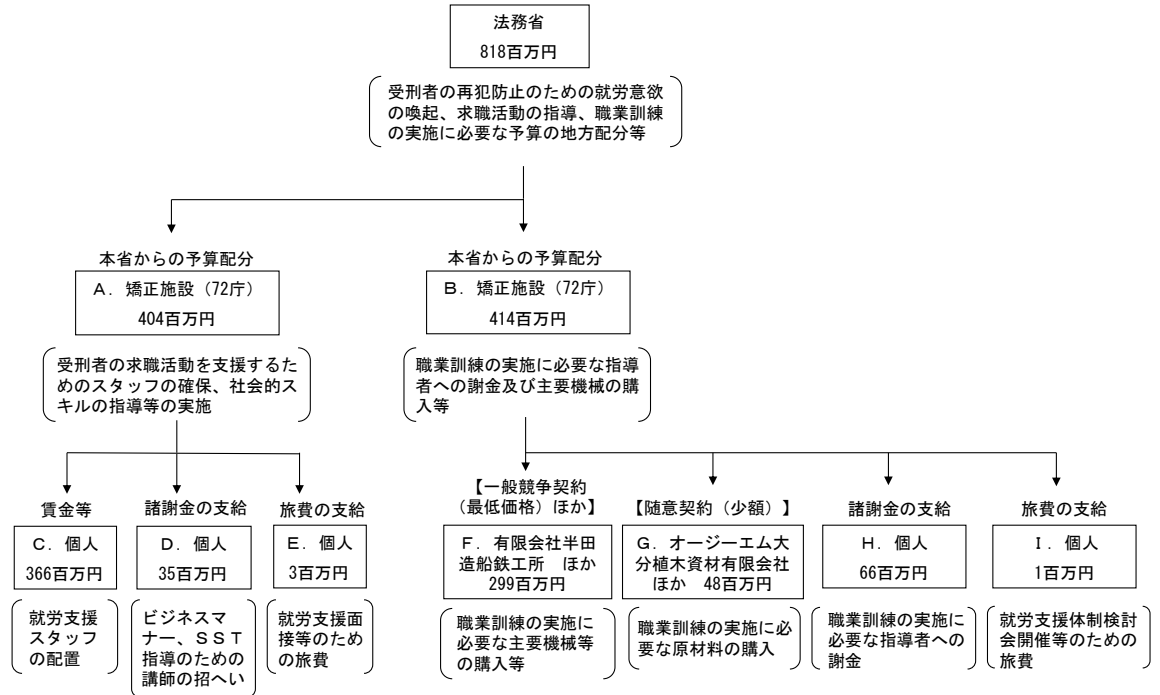 法務省
818百万円
受刑者の再犯防止のための就労意欲
の喚起、求職活動の指導、職業訓練
の実施に必要な予算の地方配分等
本省からの予算配分
Ａ．矯正施設（72庁）
404百万円
受刑者の求職活動を支援するた
めのスタッフの確保、社会的ス
キルの指導等の実施
本省からの予算配分
Ｂ．矯正施設（72庁）
414百万円
職業訓練の実施に必要な指導
者への謝金及び主要機械の購
入等
賃金等
Ｃ．個人
366百万円
就労支援
スタッフ
の配置
諸謝金の支給
Ｄ．個人
35百万円
ビジネスマ
ナー、ＳＳＴ
指導のための
講師の招へい
旅費の支給
Ｅ．個人
3百万円
就労支援面
接等のため
の旅費
【一般競争契約
（最低価格）ほか】
Ｆ．有限会社半田
造船鉄工所　ほか
299百万円
職業訓練の実施に
必要な主要機械等
の購入等
【随意契約（少額）】
Ｇ．オージーエム大
分植木資材有限会社
ほか　48百万円
職業訓練の実施に必
要な原材料の購入
諸謝金の支給
Ｈ．個人
66百万円
職業訓練の実施に
必要な指導者への
謝金
旅費の支給
Ｉ．個人
1百万円
就労支援体制検討
会開催等のための
旅費